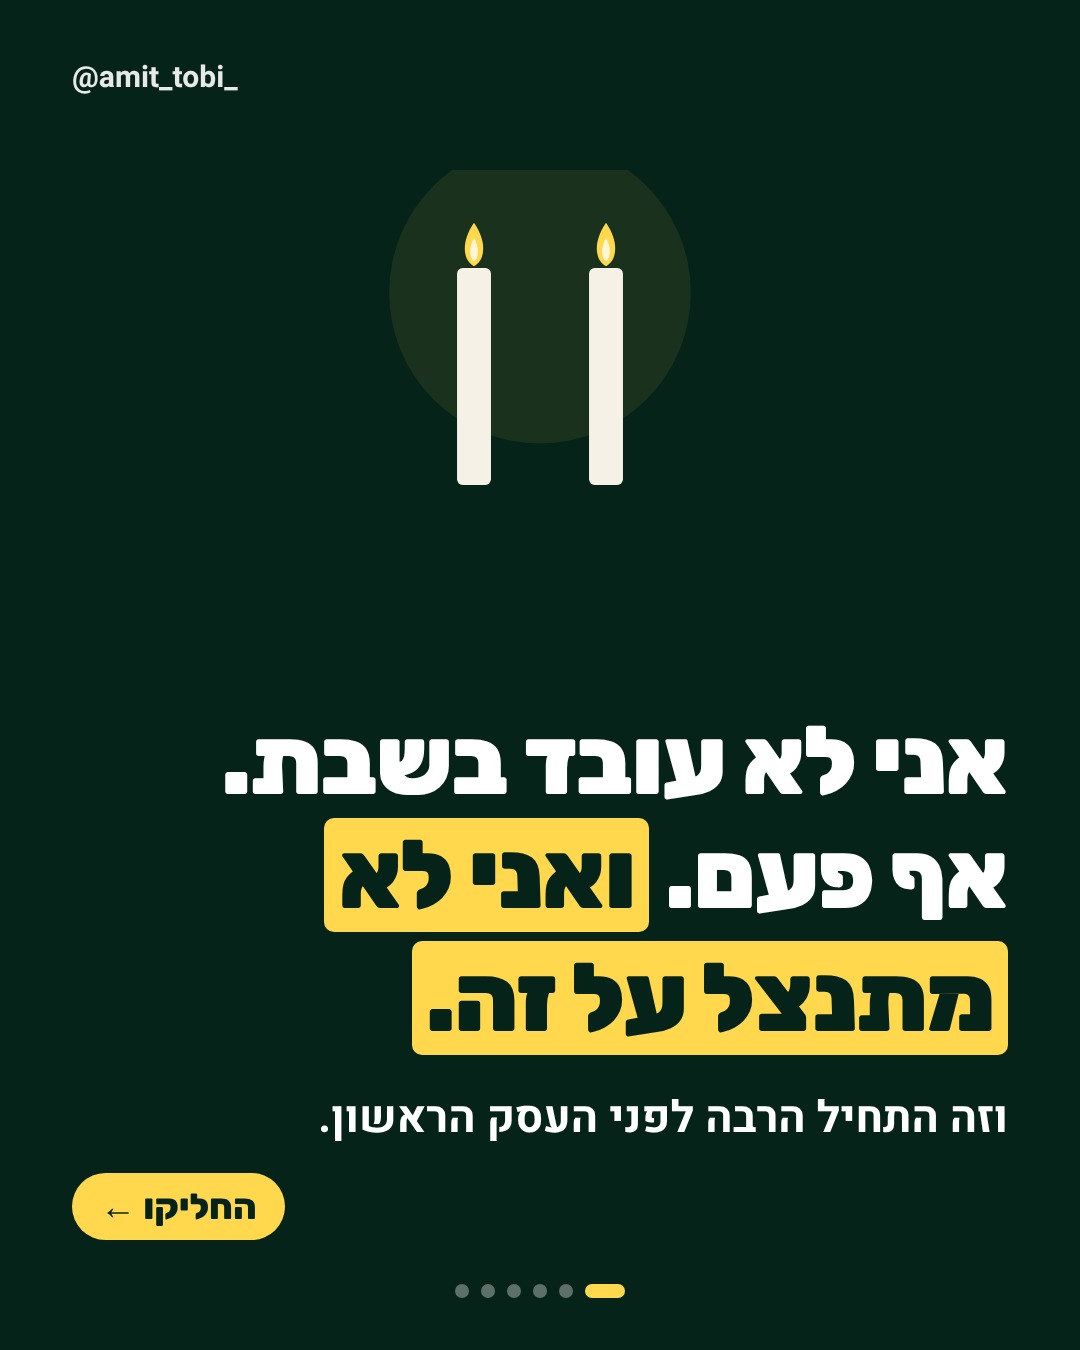 @amit_tobi_
אני לא עובד בשבת.
אף פעם. ואני לא
מתנצל על זה.
וזה התחיל הרבה לפני העסק הראשון.
החליקו ←